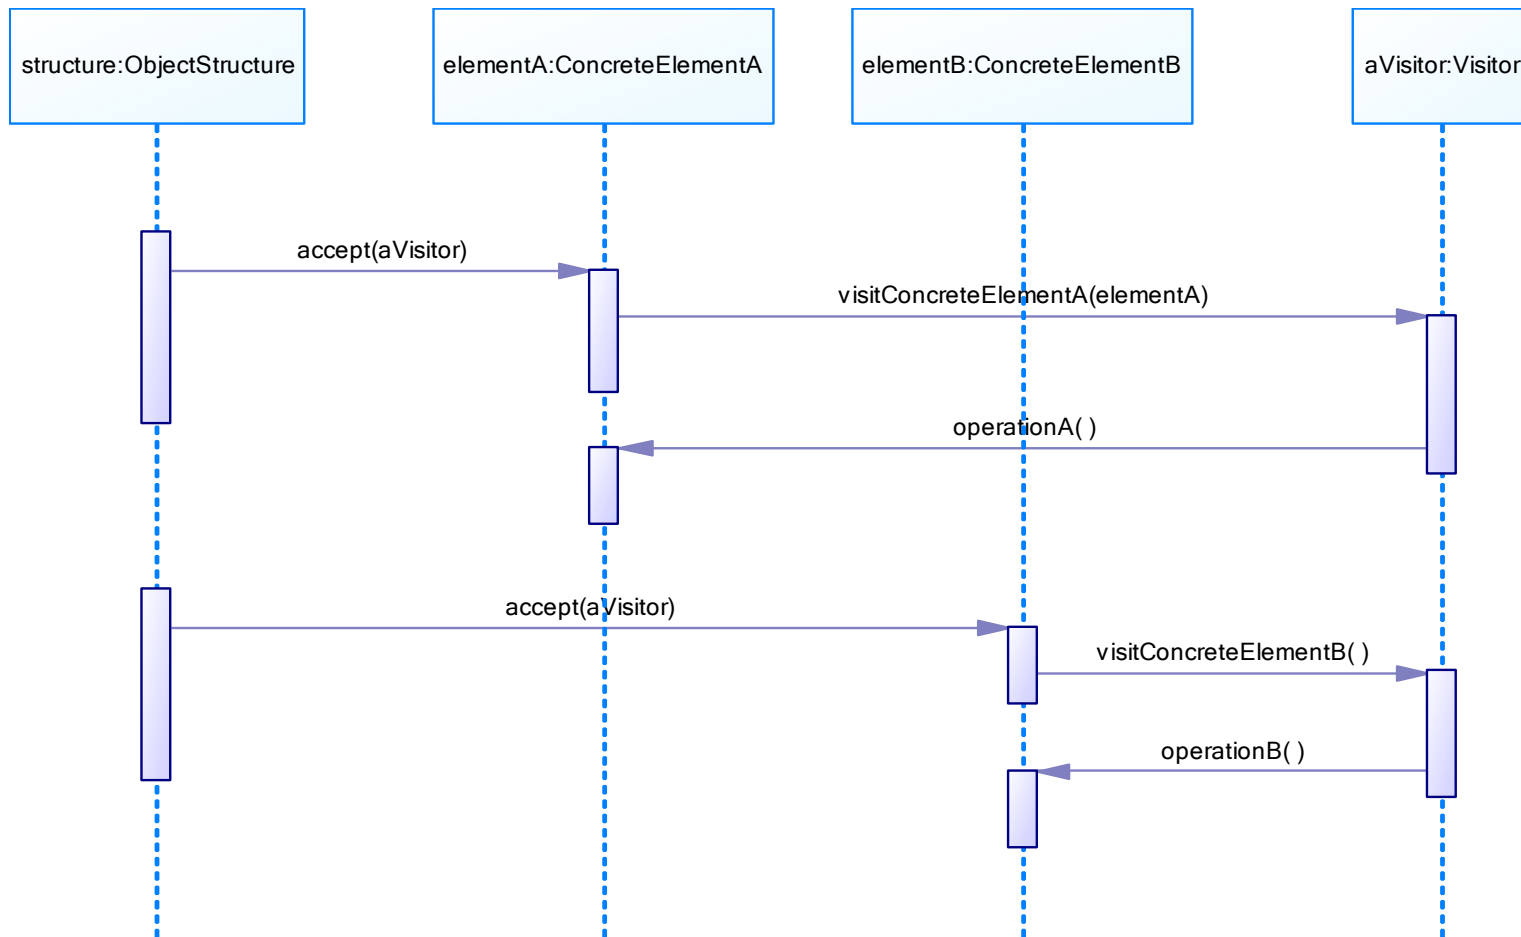 structure:ObjectStructure
elementA:ConcreteElementA
elementB:ConcreteElementB
aVisitor:Visitor
accept(aVisitor)
visitConcreteElementA(elementA)
operationA( )
accept(aVisitor)
visitConcreteElementB( )
operationB( )